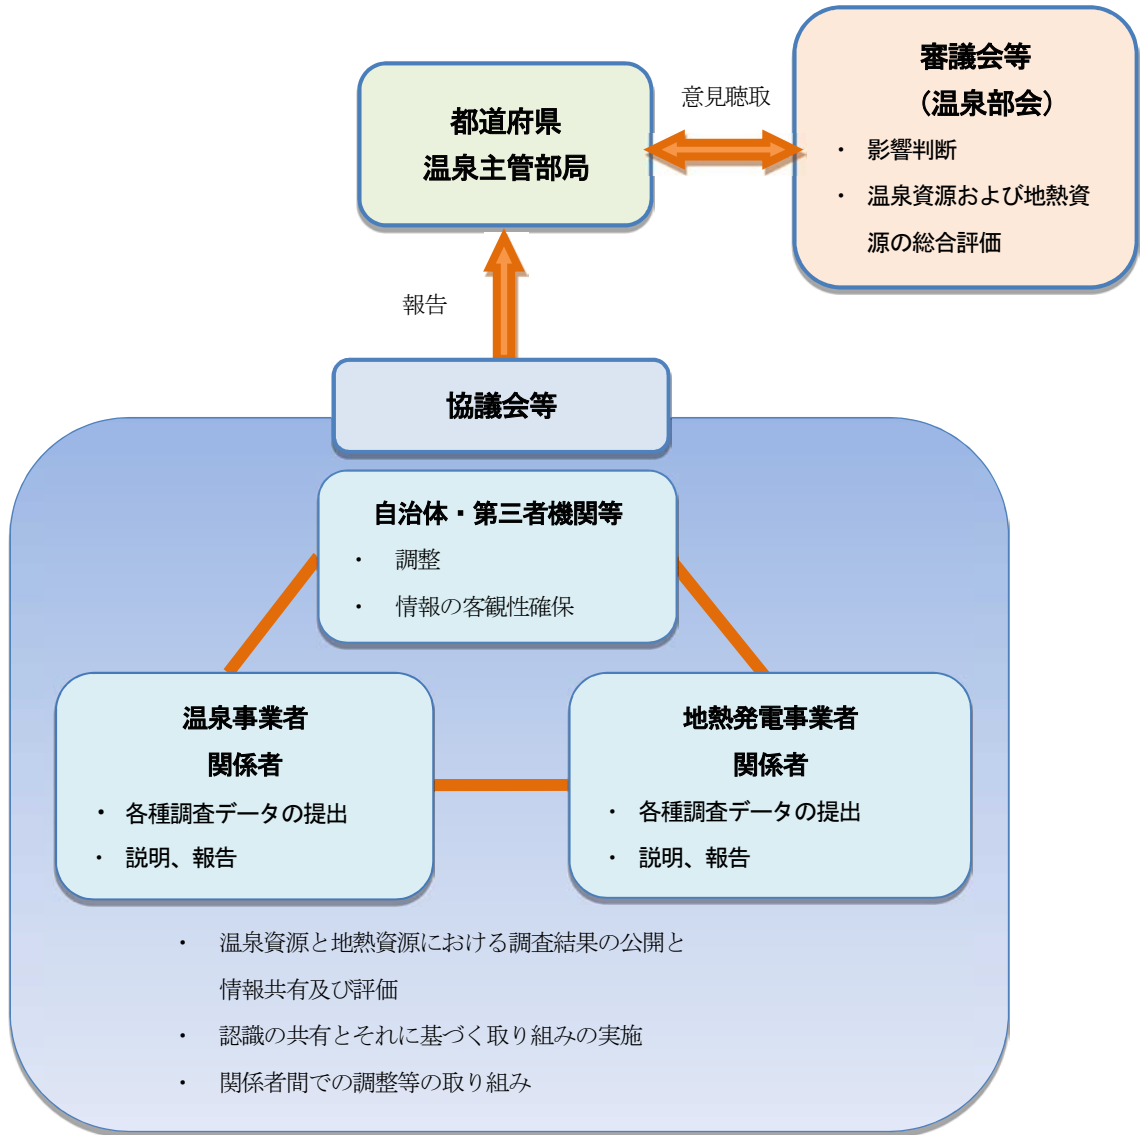 審議会等
（温泉部会）
・ 影響判断
・ 温泉資源および地熱資
源の総合評価
意見聴取
都道府県
温泉主管部局
報告
協議会等
自治体・第三者機関等
・ 調整
・ 情報の客観性確保
温泉事業者
関係者
・ 各種調査データの提出
・ 説明、報告
地熱発電事業者
関係者
・ 各種調査データの提出
・ 説明、報告
・ 温泉資源と地熱資源における調査結果の公開と
情報共有及び評価
・ 認識の共有とそれに基づく取り組みの実施
・ 関係者間での調整等の取り組み